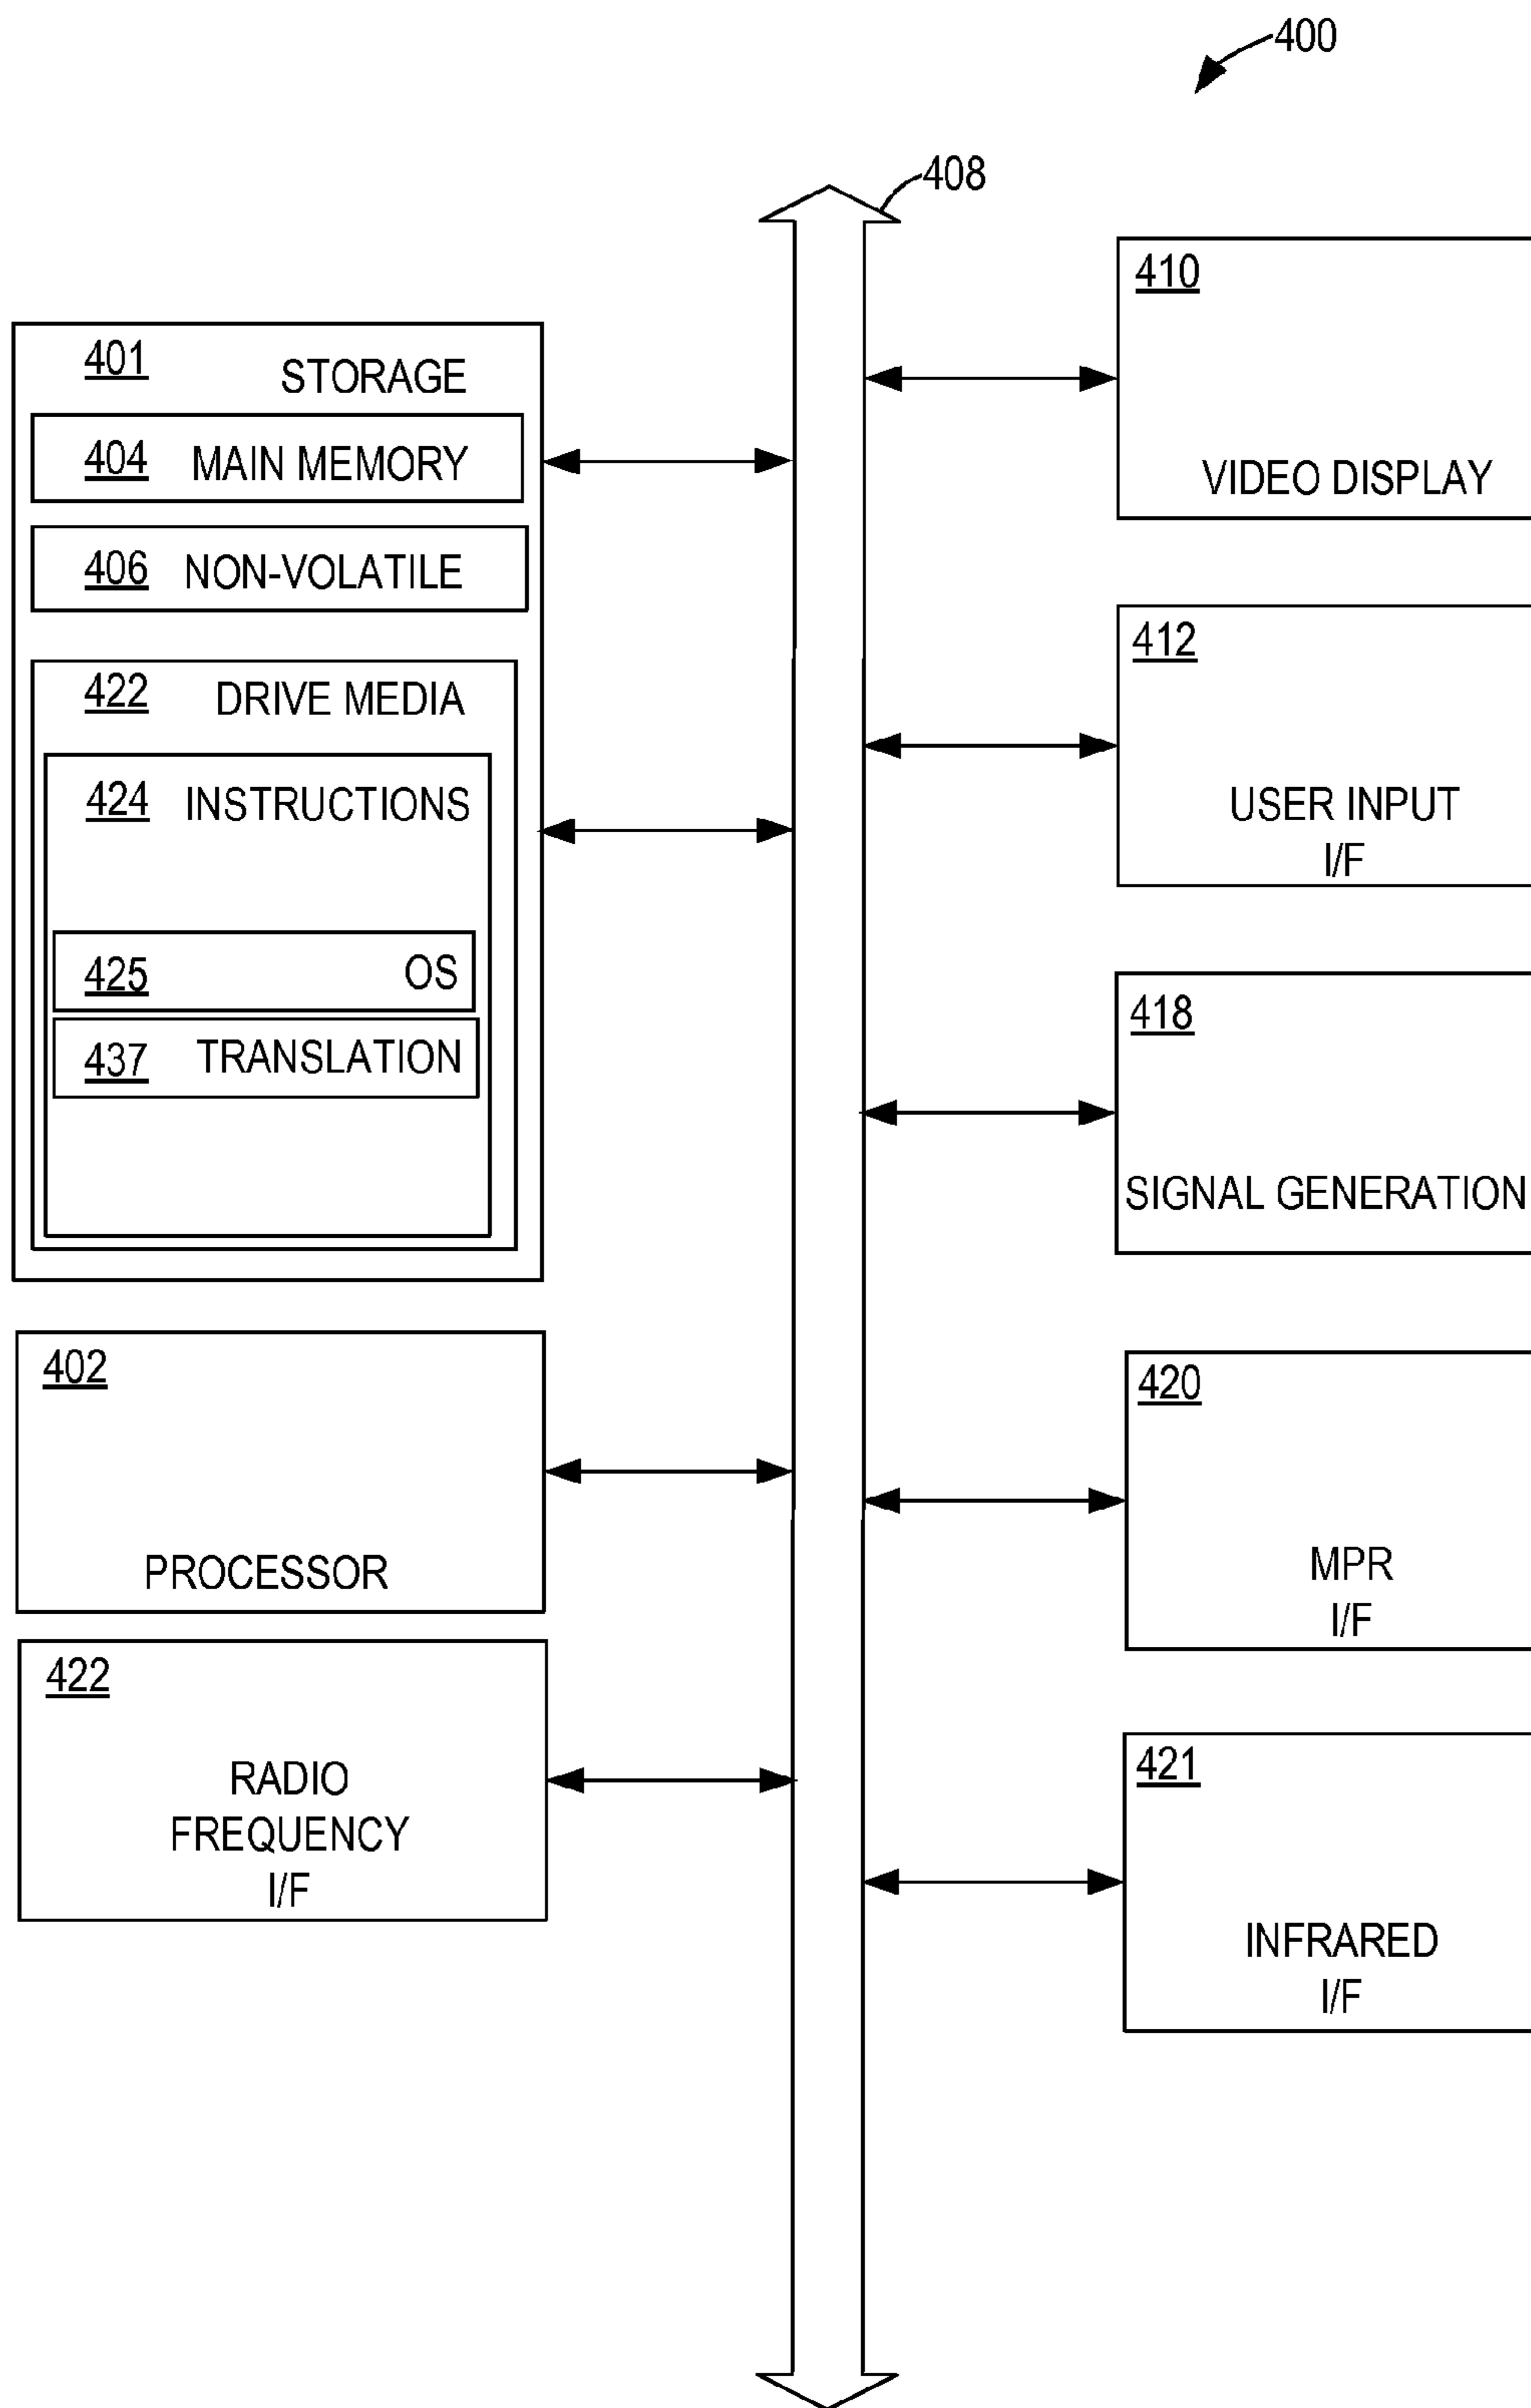 400
408
401 STORAGE
404 MAIN MEMORY
406 NON-VOLATILE
422 DRIVE MEDIA
424 INSTRUCTIONS
425 OS
437 TRANSLATION
402
PROCESSOR
422
RADIO
FREQUENCY
I/F
410
VIDEO DISPLAY
412
USER INPUT
I/F
418
SIGNAL GENERATION
420
MPR
I/F
421
INFRARED
I/F